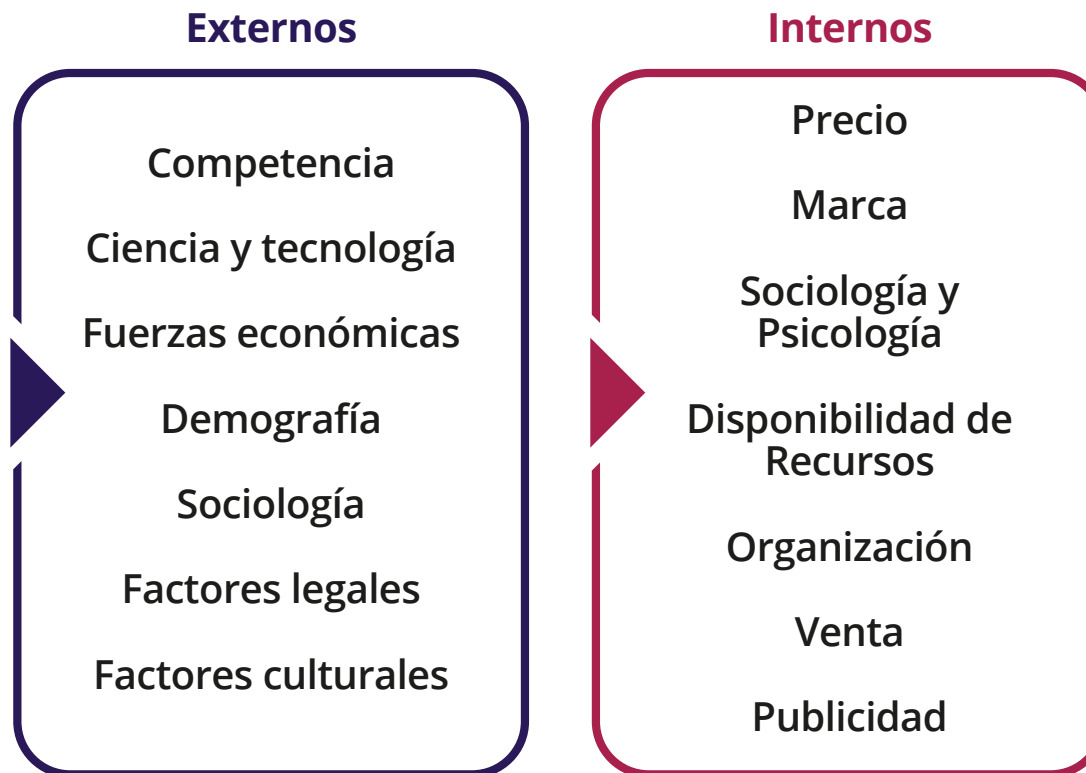 Externos
Competencia
Ciencia y tecnología
Fuerzas económicas
Demografía
Sociología
Factores legales
Factores culturales
Internos
Precio
Marca
Sociología y
Psicología
Disponibilidad de
Recursos
Organización
Venta
Publicidad